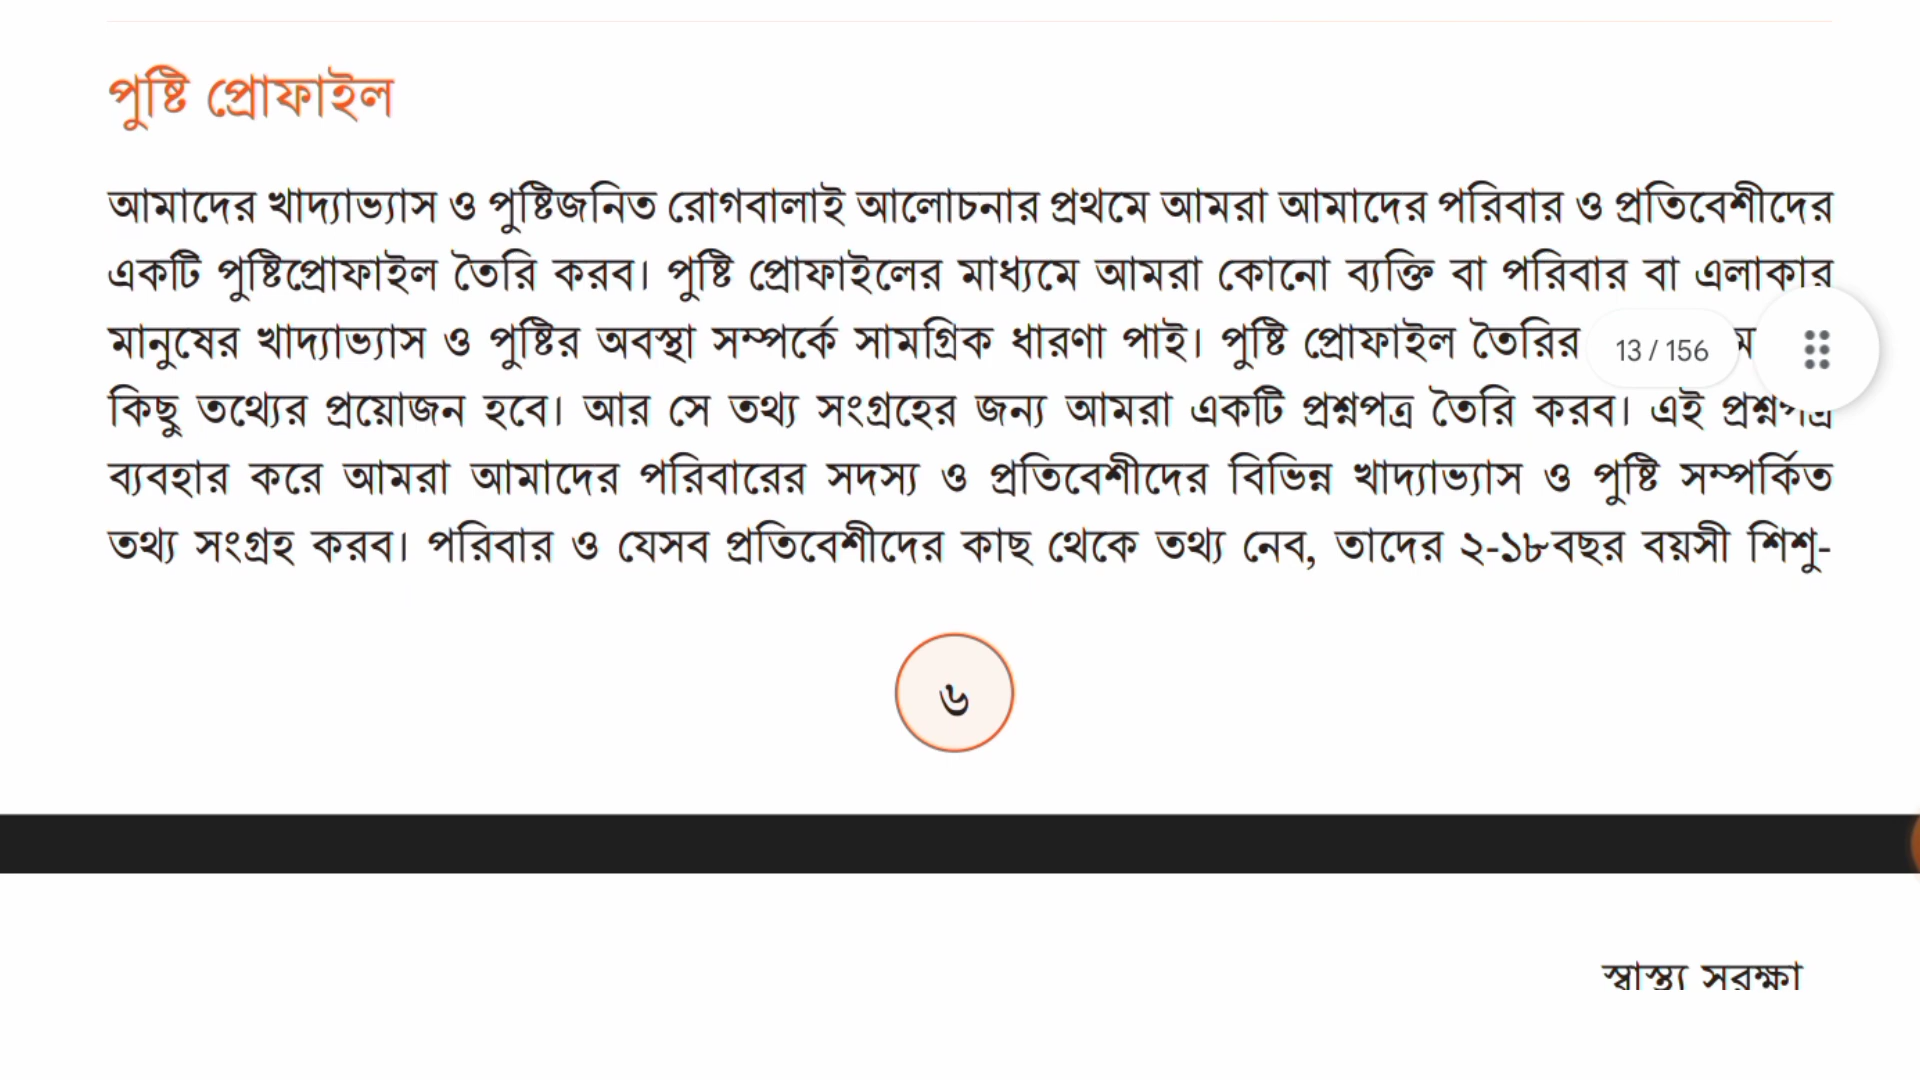 পুষ্টি প্রোফাইল
আমাদের খাদ্যাভ্যাস ও পুষ্টিজনিত রোগবালাই আলোচনার প্রথমে আমরা আমাদের পরিবার ও প্রতিবেশীদের
একটি পুষ্টিপ্রোফাইল তৈরি করব। পুষ্টি প্রোফাইলের মাধ্যমে আমরা কোনো ব্যক্তি বা পরিবার বা এলাকার
মানুষের খাদ্যাভ্যাস ও পুষ্টির অবস্থা সম্পর্কে সামগ্রিক ধারণা পাই। পুষ্টি প্রোফাইল তৈরির
13 / 156
কিছু তথ্যের প্রয়োজন হবে। আর সে তথ্য সংগ্রহের জন্য আমরা একটি প্রশ্নপত্র তৈরি করব। এই প্রশ্নপত্র
ব্যবহার করে আমরা আমাদের পরিবারের সদস্য ও প্রতিবেশীদের বিভিন্ন খাদ্যাভ্যাস ও পুষ্টি সম্পর্কিত
তথ্য সংগ্রহ করব। পরিবার ও যেসব প্রতিবেশীদের কাছ থেকে তথ্য নেব, তাদের ২-১৮বছর বয়সী শিশু-
৬
স্বাস্থ্য সুরক্ষা